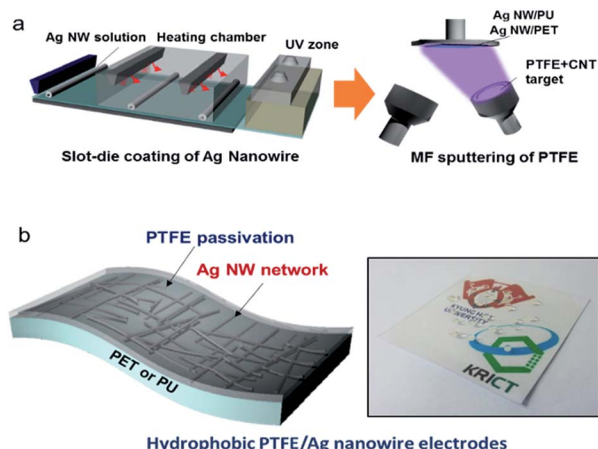 a
Ag NW solution
Heating chamber
UV zone
Ag NW/PU
Ag NW/PET
PTFE+CNT
target
Slot-die coating of Ag Nanowire
MF sputtering of PTFE
b
PTFE passivation
Ag NW network
PET or PU
UNIVERSITY
KRICT
Hydrophobic PTFE/Ag nanowire electrodes